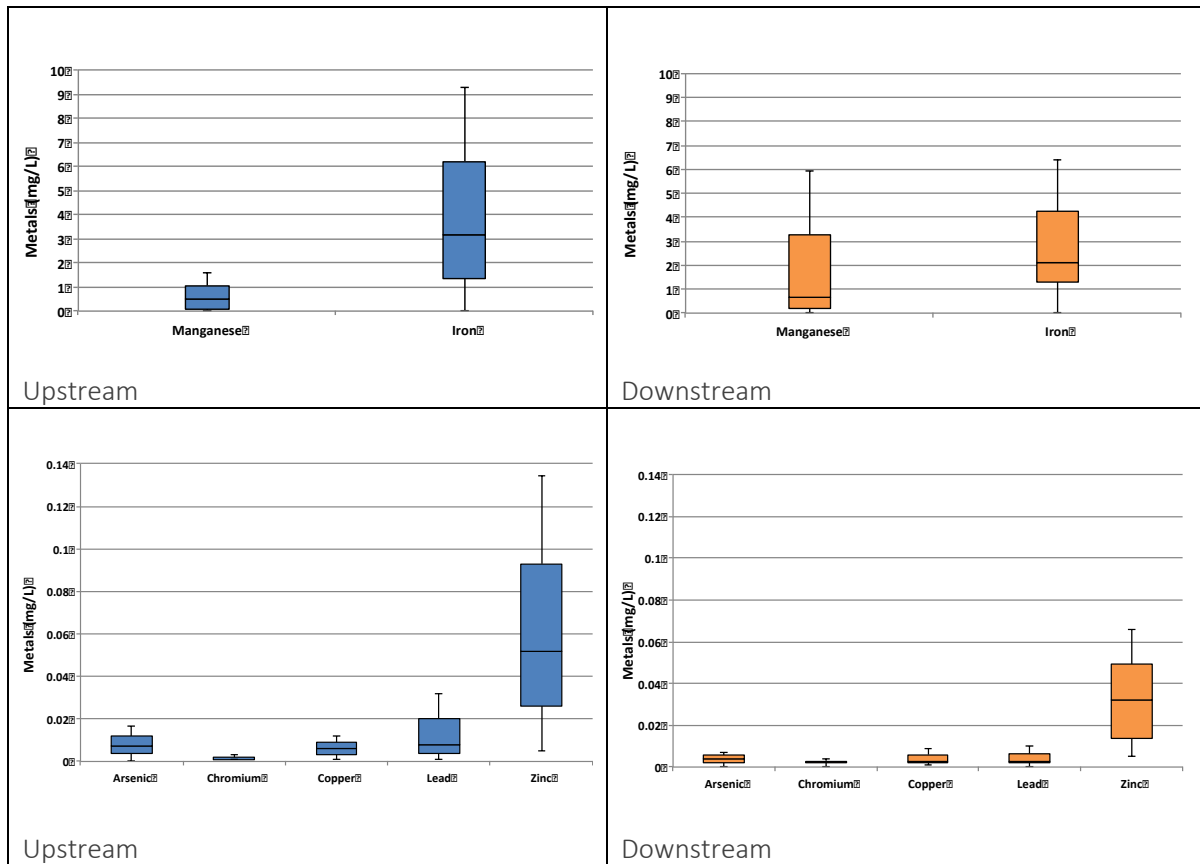 10
9
8
7
6
5
4
3
2
1
0
Metals (mg/L)
Manganese
Iron
Upstream
10
9
8
7
6
5
4
3
2
1
0
Metals (mg/L)
Manganese
Iron
Downstream
0.14
0.12
0.1
0.08
0.06
0.04
0.02
0
Metals (mg/L)
Arsenic
Chromium
Copper
Lead
Zinc
Upstream
0.14
0.12
0.1
0.08
0.06
0.04
0.02
0
Metals (mg/L)
Arsenic
Chromium
Copper
Lead
Zinc
Downstream